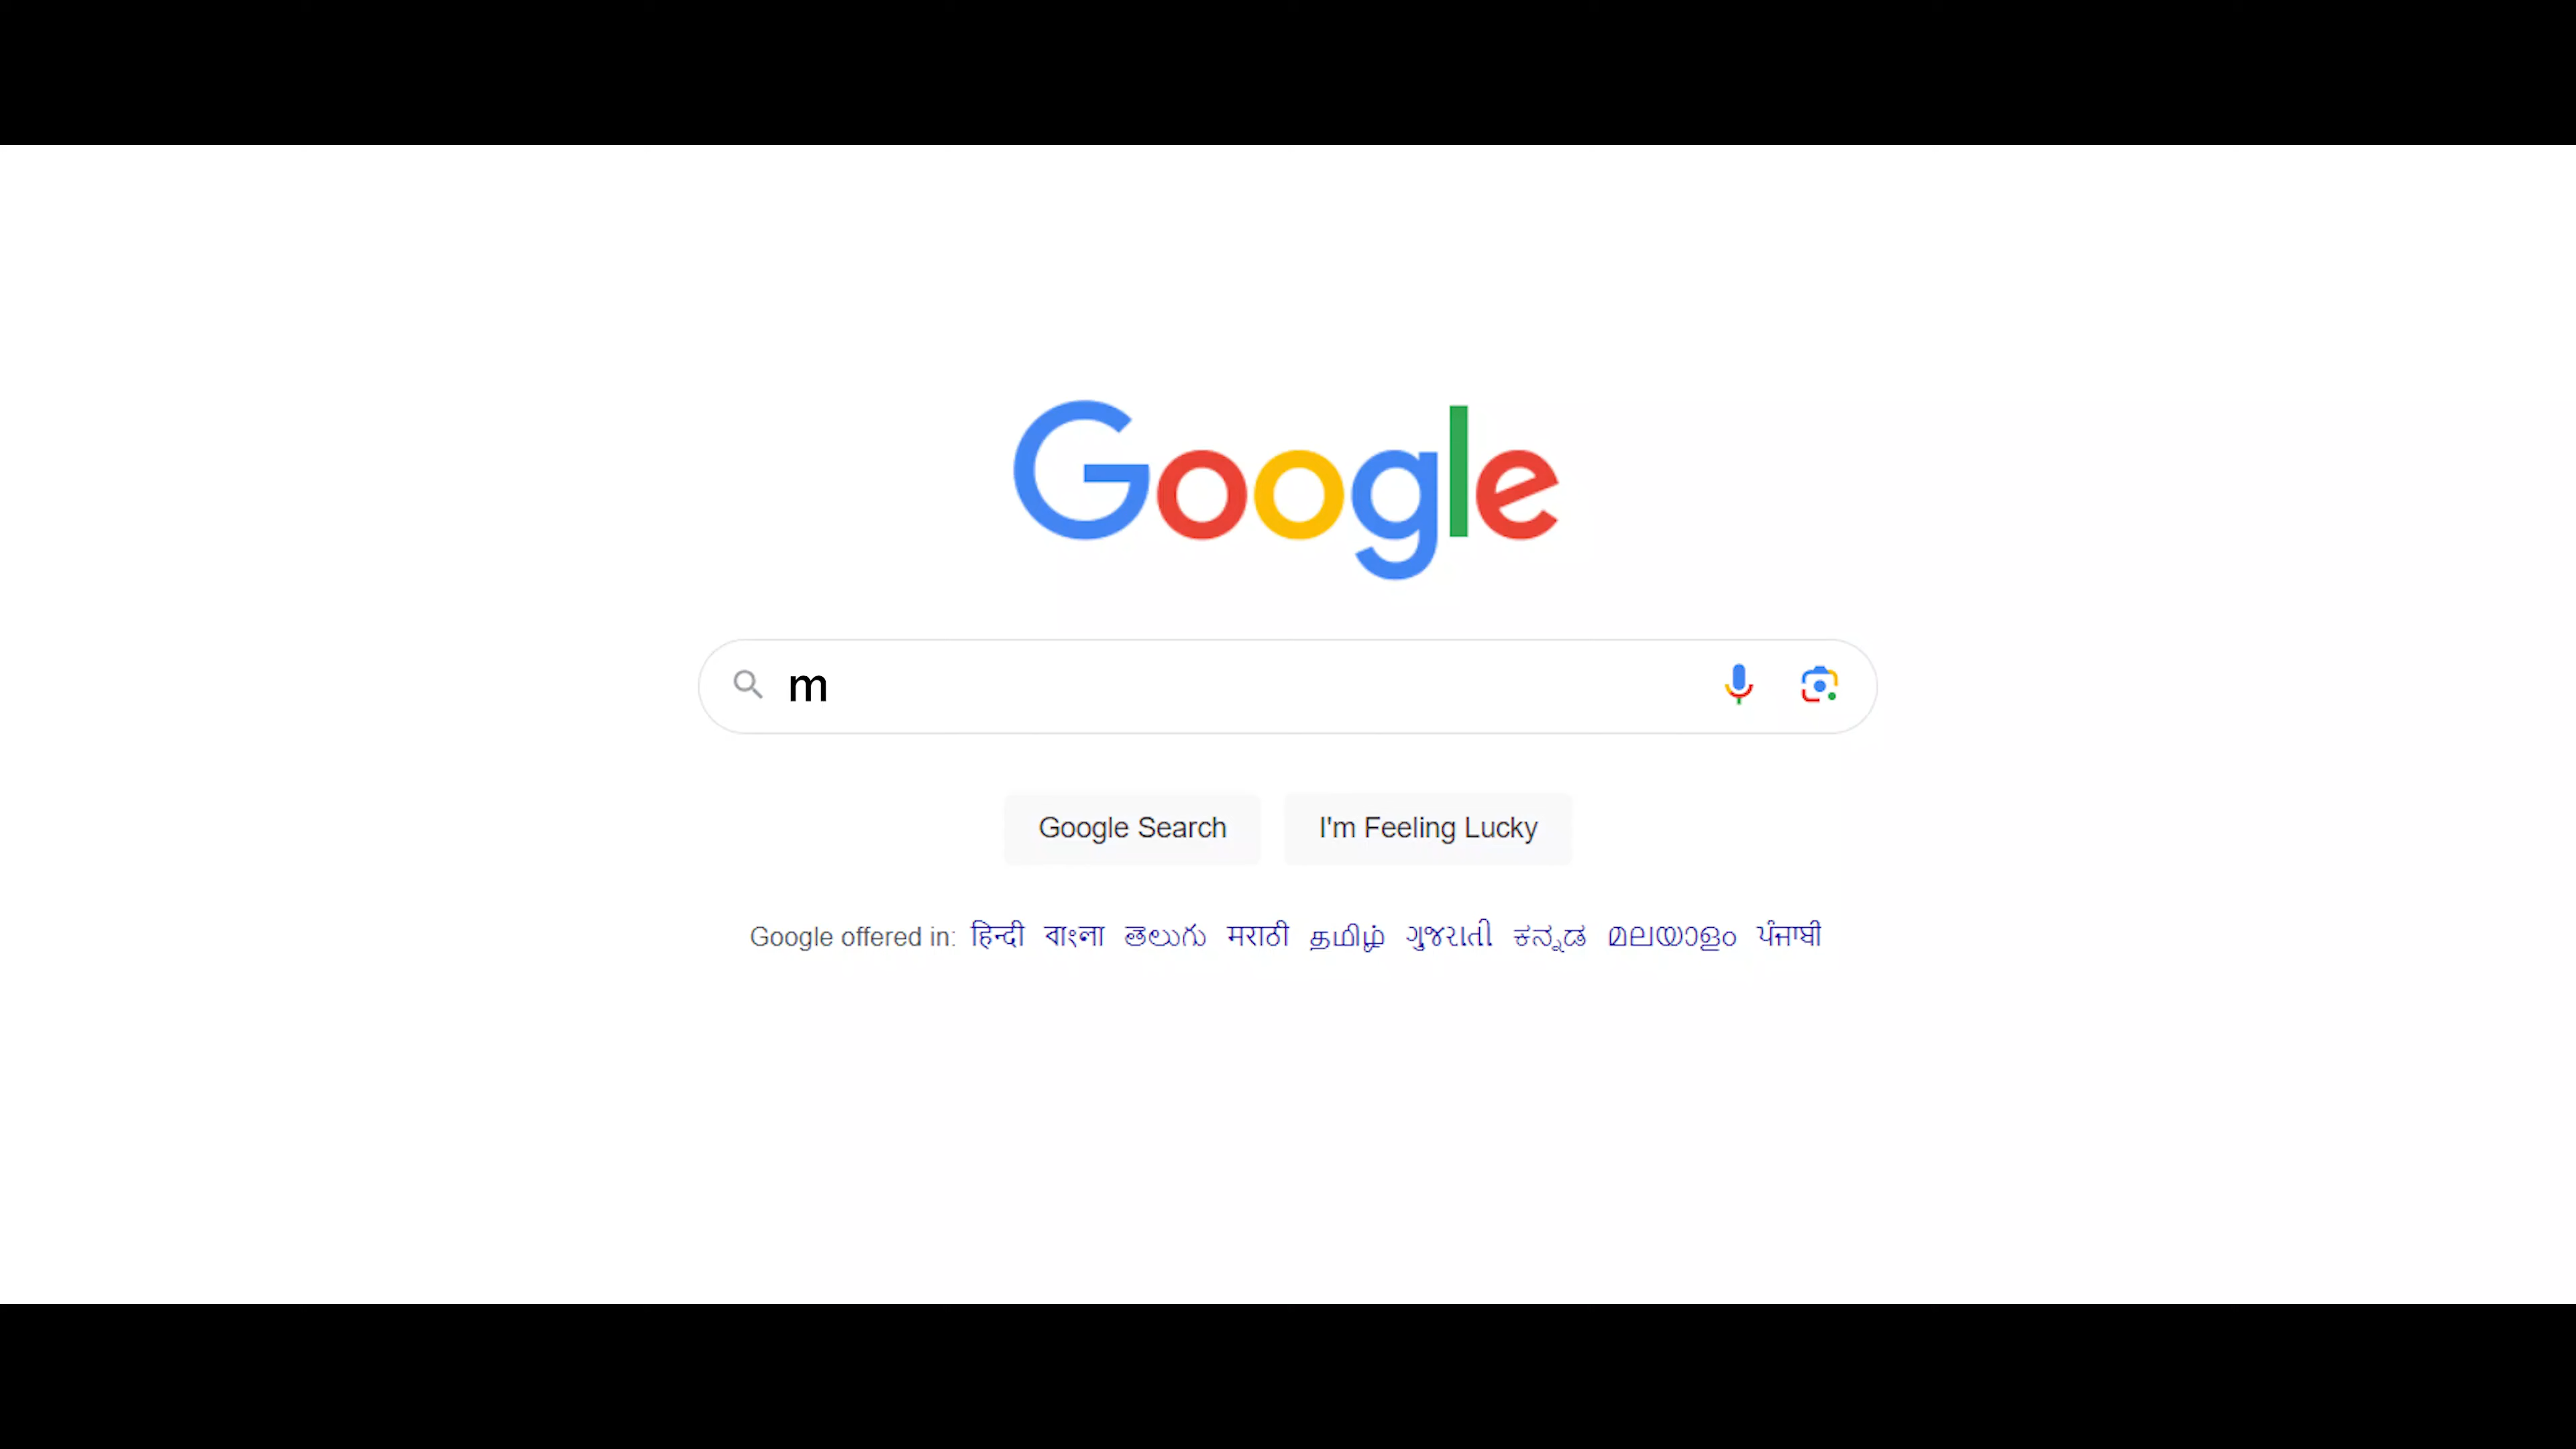 Google
m
Google Search I'm Feeling Lucky
Google offered in: हिन्दी বাংলা తెలుగు मराठी தமிழ் ગુજરાતી ಕನ್ನಡ മലയാളം ਪੰਜਾਬੀ